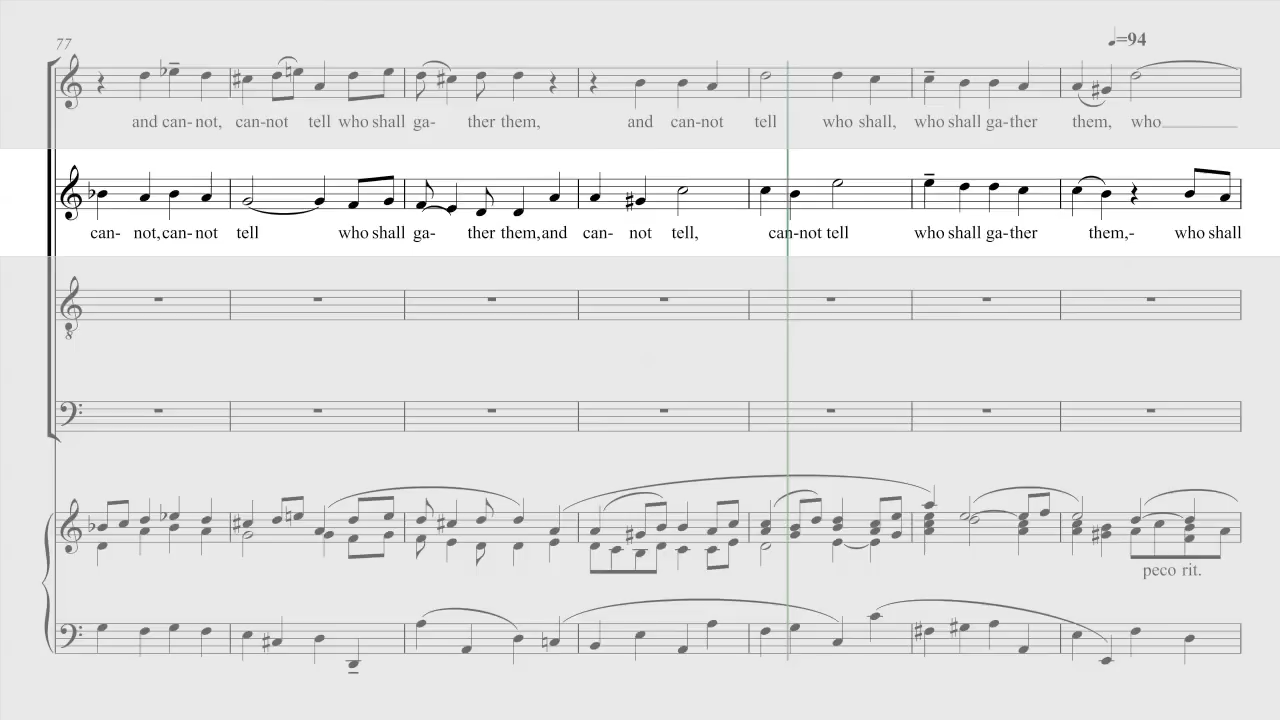 77
♩=94
and can-not, can-not tell who shall ga- ther them, and can-not tell who shall, who shall ga-ther them, who
can- not, can-not tell who shall ga- ther them, and can- not tell, can-not tell who shall ga-ther them,- who shall
8
peco rit.